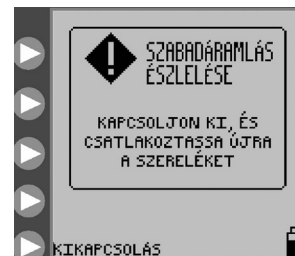 SZABADÁRAMLÁS
ÉSZLELÉSE
KAPCSOLJON KI, ÉS
CSATLAKOZTASSA ÚJRA
A SZERELÉKET
KIKAPCSOLÁS